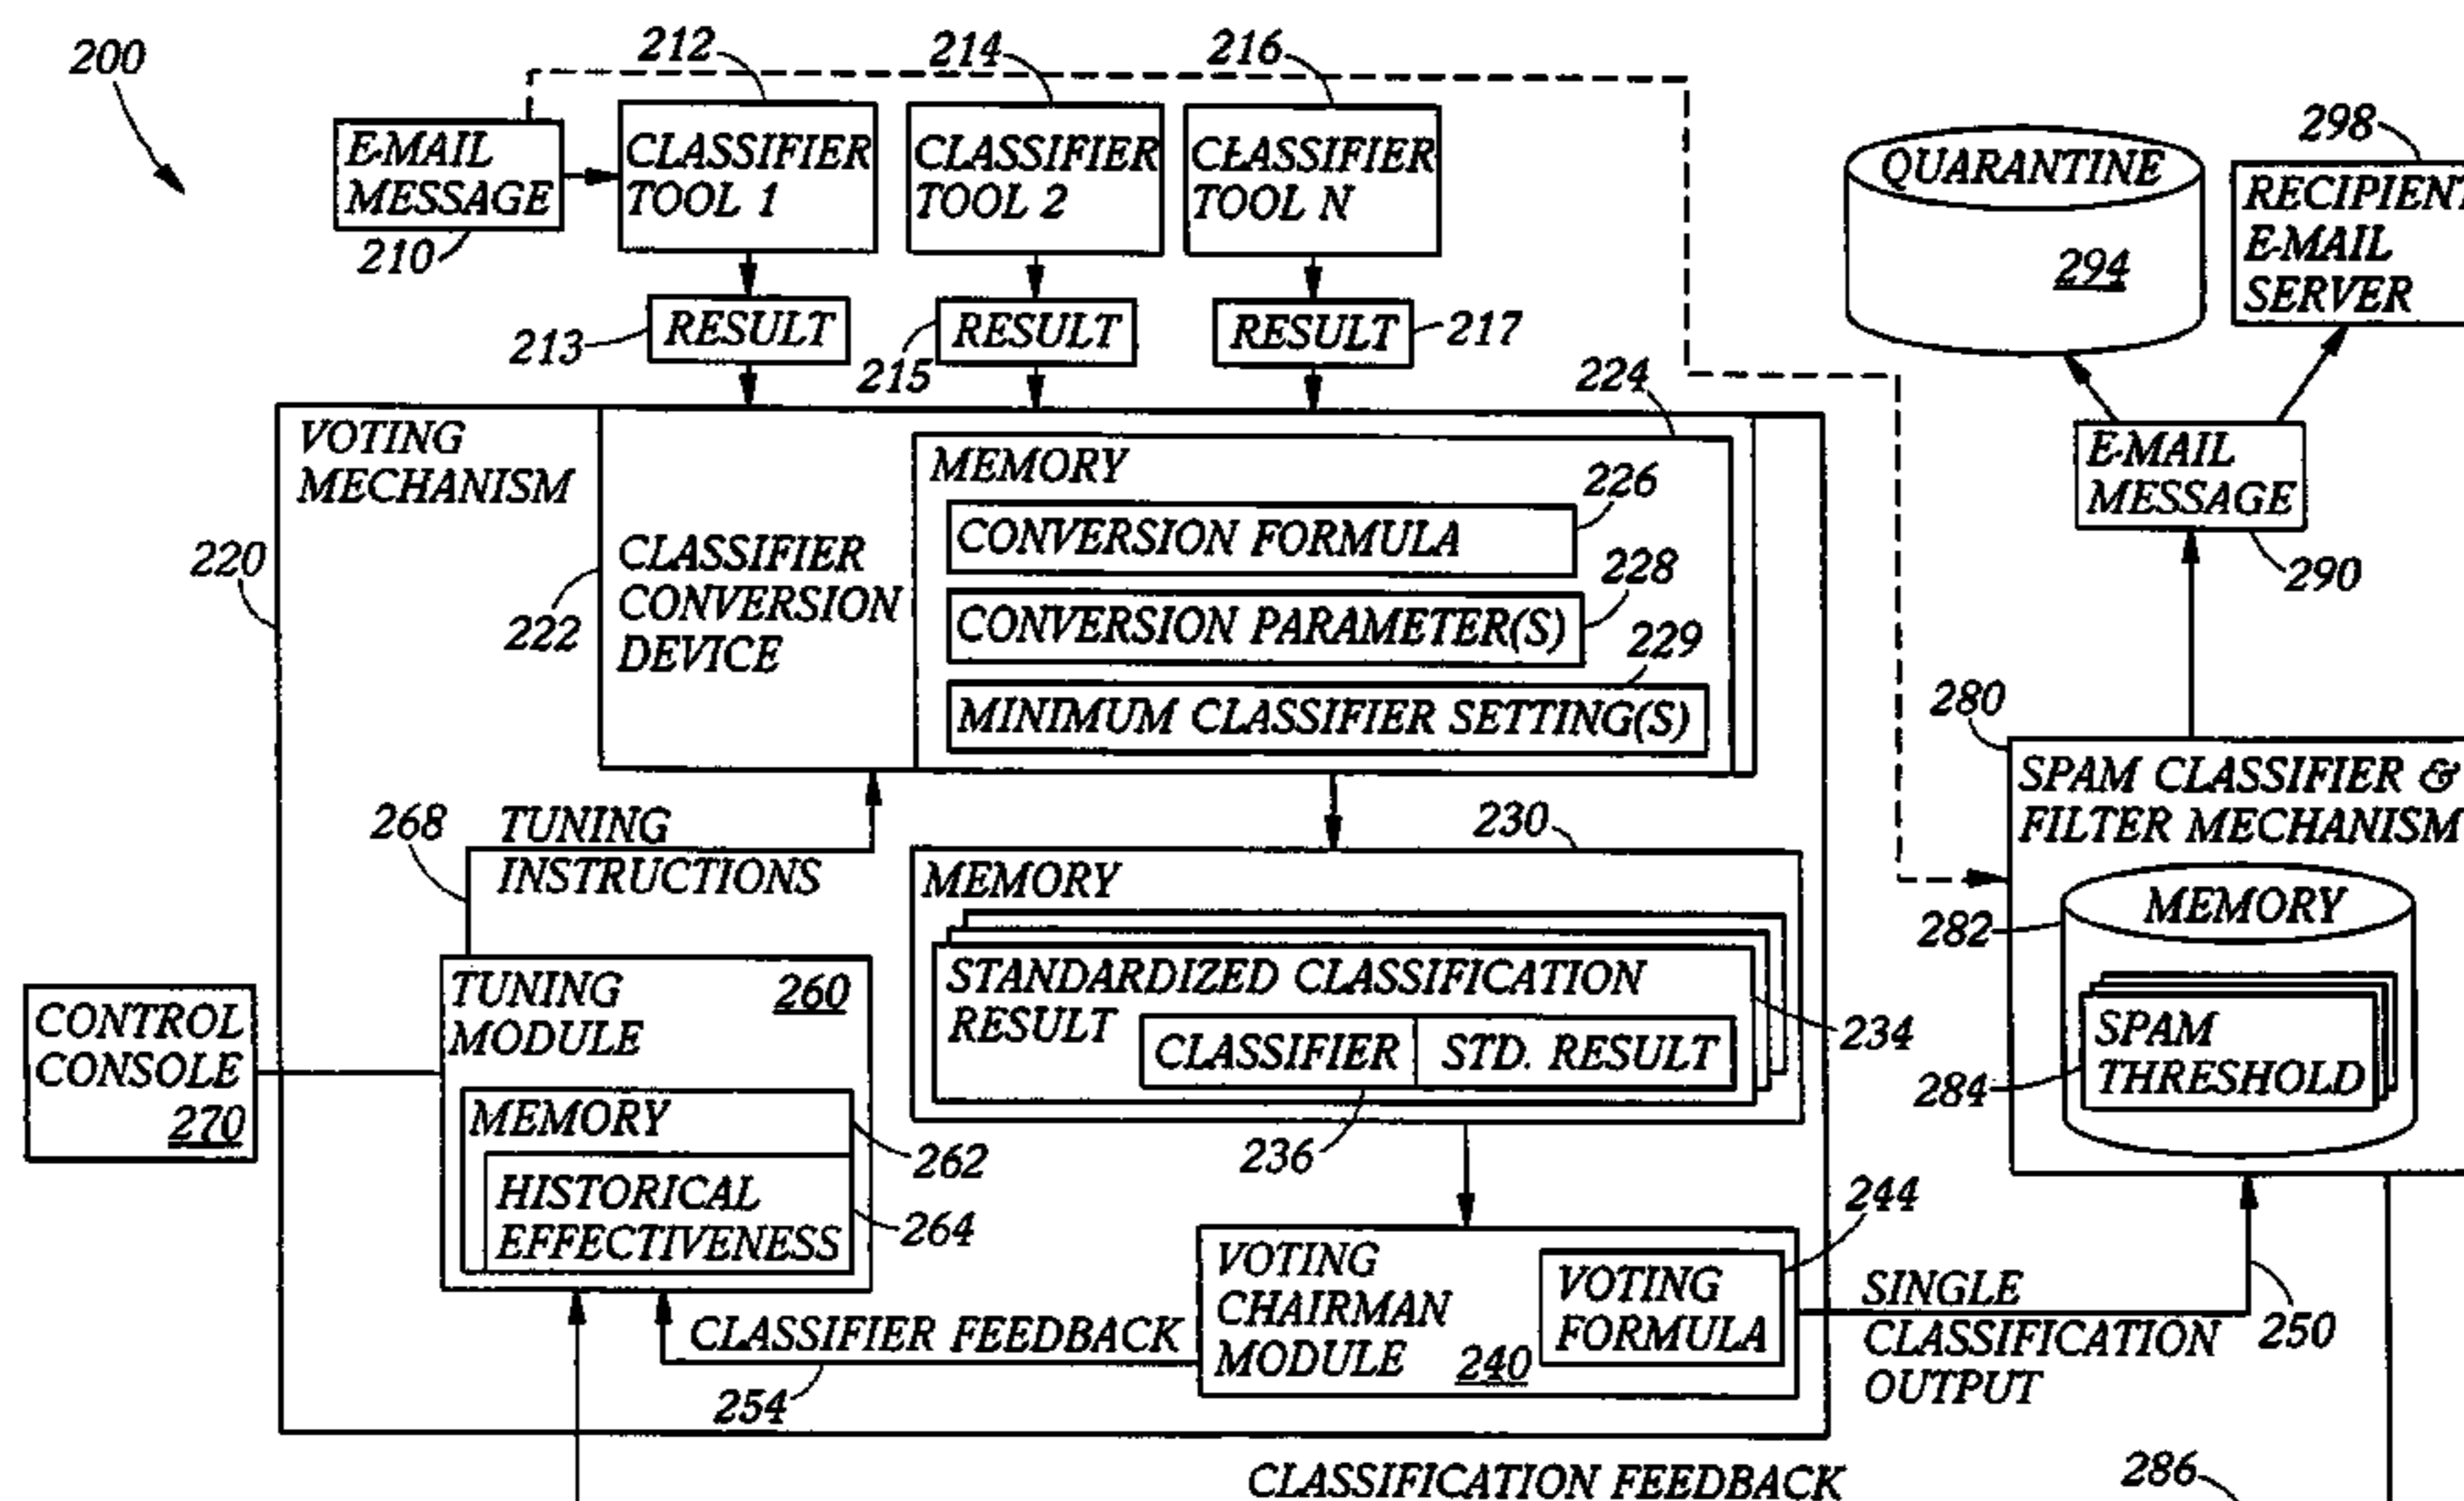 200
212
214
216
298
E-MAIL
MESSAGE
210
CLASSIFIER
TOOL 1
CLASSIFIER
TOOL 2
CLASSIFIER
TOOL N
QUARANTINE
294
RECIPIENT
E-MAIL
SERVER
213
RESULT
215
RESULT
RESULT
217
224
VOTING
MECHANISM
220
222
CLASSIFIER
CONVERSION
DEVICE
MEMORY
226
CONVERSION FORMULA
228
CONVERSION PARAMETER(S)
229
MINIMUM CLASSIFIER SETTING(S)
E-MAIL
MESSAGE
290
280
SPAM CLASSIFIER &
FILTER MECHANISM
282
MEMORY
284
SPAM
THRESHOLD
268
TUNING
INSTRUCTIONS
230
MEMORY
STANDARDIZED CLASSIFICATION
RESULT
CLASSIFIER
STD. RESULT
234
236
CONTROL
CONSOLE
270
TUNING
MODULE
260
MEMORY
262
HISTORICAL
EFFECTIVENESS
264
244
VOTING
CHAIRMAN
MODULE
240
VOTING
FORMULA
CLASSIFIER FEEDBACK
254
SINGLE
CLASSIFICATION
OUTPUT
250
CLASSIFICATION FEEDBACK
286